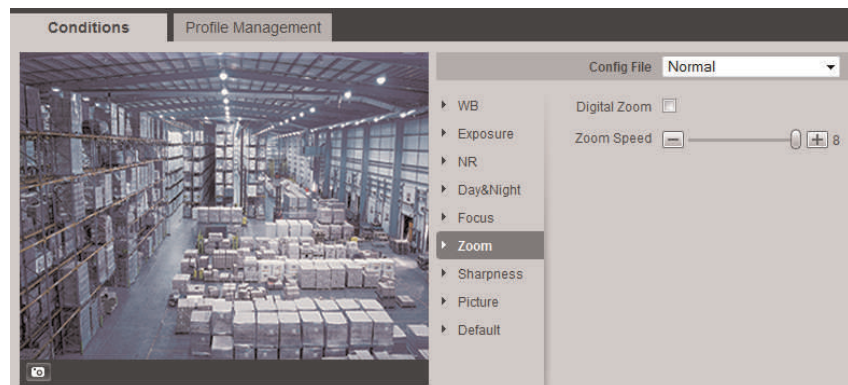 Conditions
Profile Management
Config File Normal
WB
Exposure
NR
Day&Night
Focus
Zoom
Sharpness
Picture
Default
Digital Zoom
Zoom Speed 8